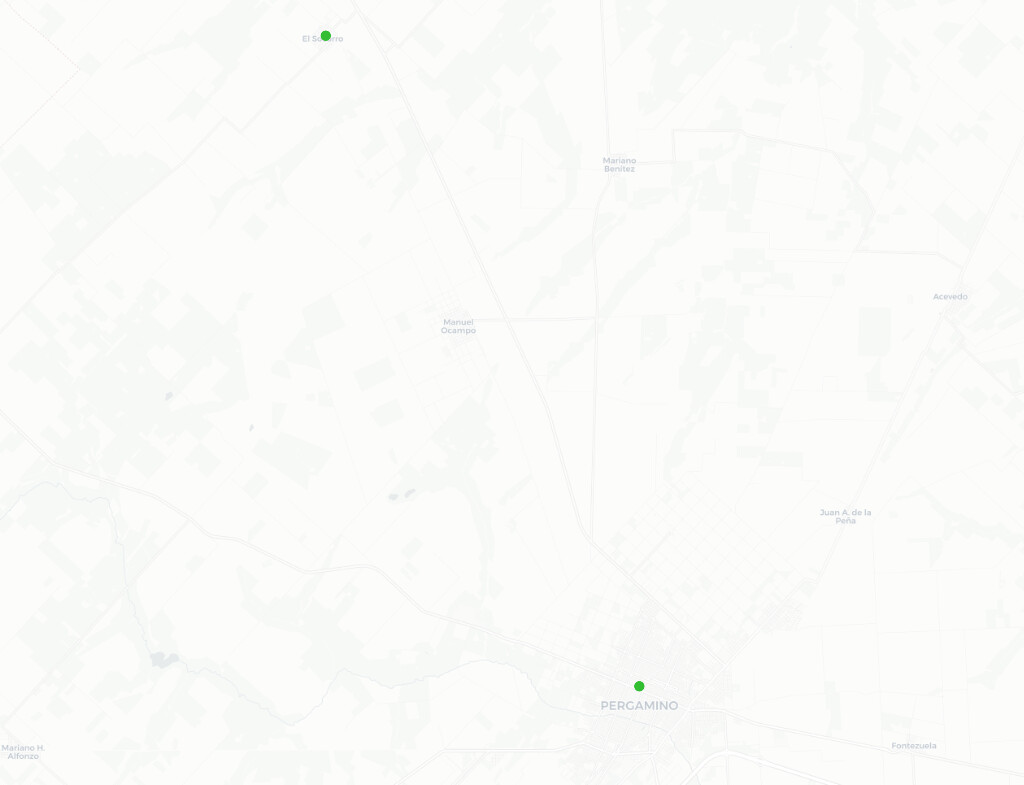 El Socorro
Mariano
Benítez
Acevedo
Manuel
Ocampo
Juan A. de la
Peña
PERGAMINO
Mariano H.
Alfonzo
Fontezuela